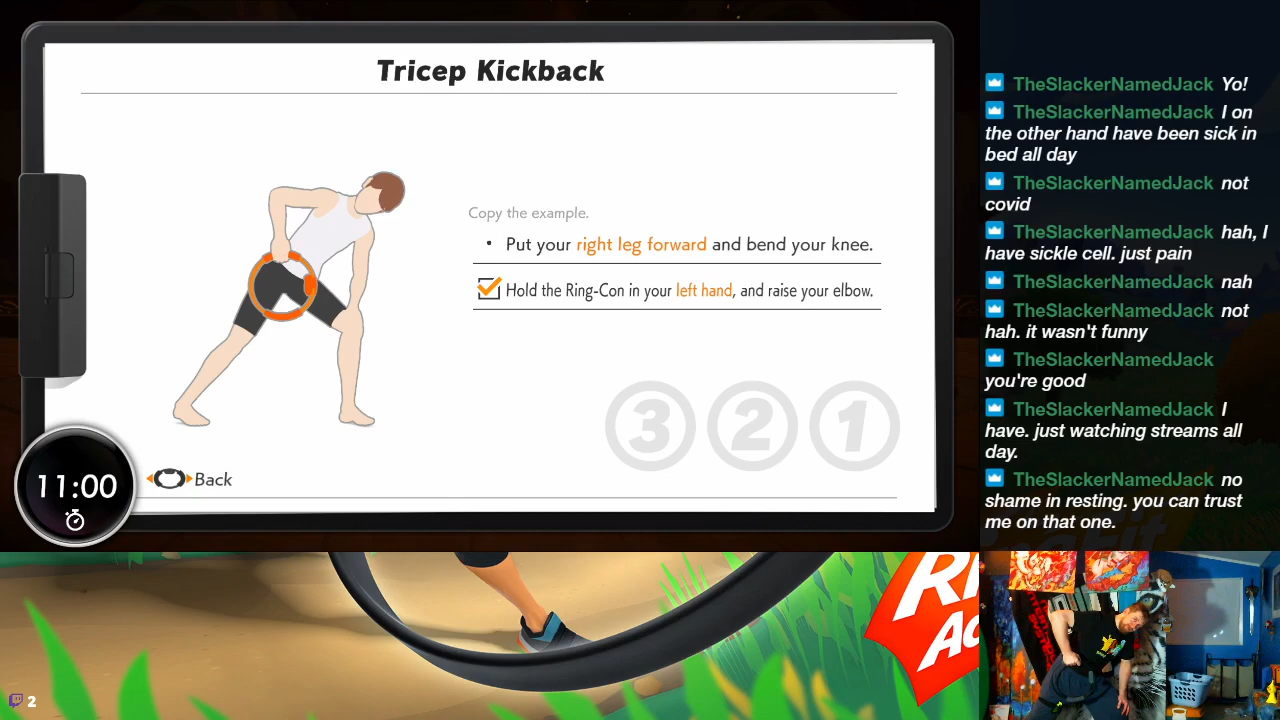 Tricep Kickback
Copy the example.
• Put your right leg forward and bend your knee.
Hold the Ring-Con in your left hand, and raise your elbow.
3 2 1
11:00
Back
TheSlackerNamedJack Yo!
TheSlackerNamedJack I on
the other hand have been sick in
bed all day
TheSlackerNamedJack not
covid
TheSlackerNamedJack hah, I
have sickle cell. just pain
TheSlackerNamedJack nah
TheSlackerNamedJack not
hah. it wasn't funny
TheSlackerNamedJack
you're good
TheSlackerNamedJack I
have. just watching streams all
day.
TheSlackerNamedJack no
shame in resting. you can trust
me on that one.
2